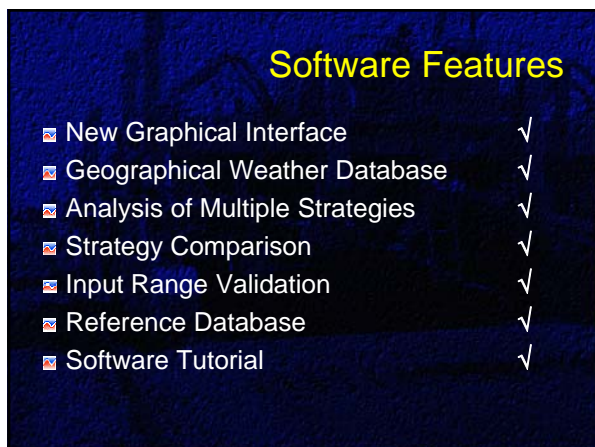 Software Features
New Graphical Interface √
Geographical Weather Database √
Analysis of Multiple Strategies √
Strategy Comparison √
Input Range Validation √
Reference Database √
Software Tutorial √